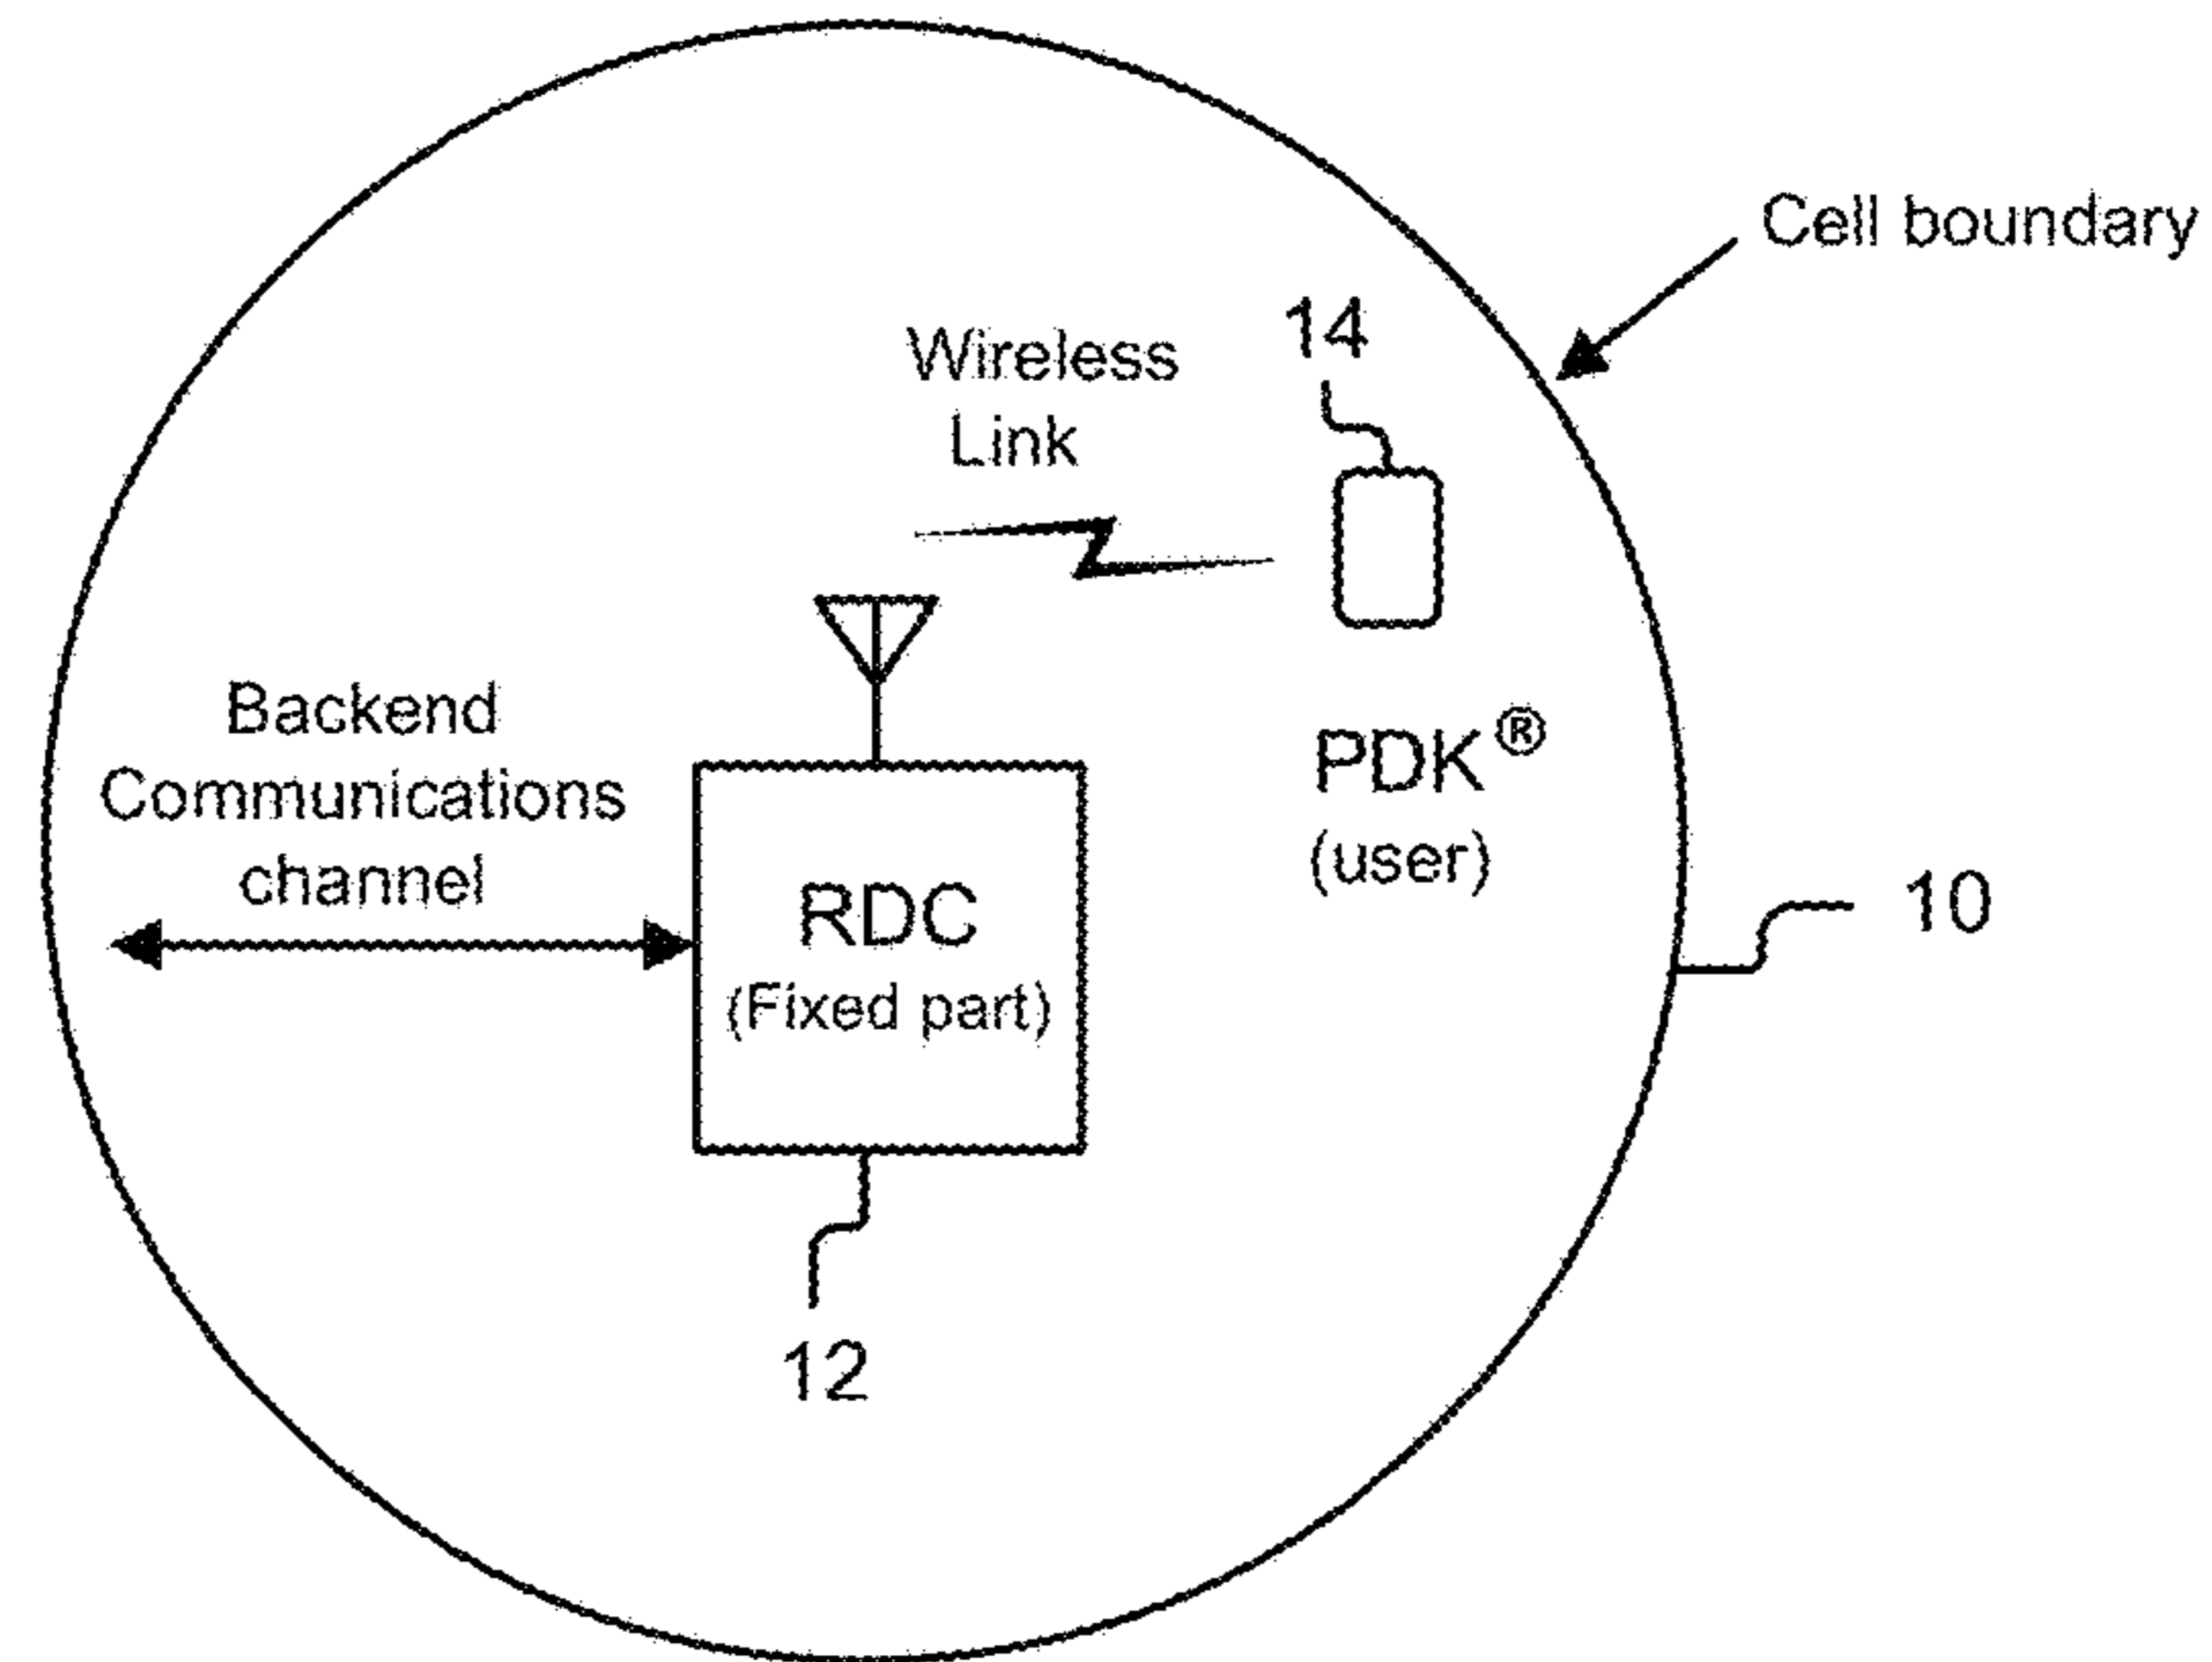 Cell boundary
14
Wireless
Link
Backend
Communications
channel
PDK®
(user)
RDC
(Fixed part)
10
12